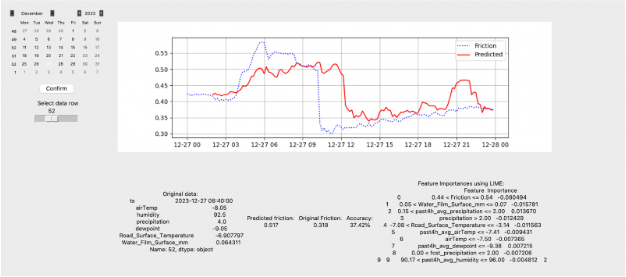 December 2023
Mon Tue Wed Thu Fri Sat Sun
48 27 28 29 30 1 2 3
49 4 5 6 7 8 9 10
50 11 12 13 14 15 16 17
51 18 19 20 21 22 23 24
52 25 26 28 29 30 31
1 1 2 3 4 5 6 7
Confirm
Select data row
52
Friction
Predicted
0.55
0.50
0.45
0.40
0.35
0.30
12-27 00 12-27 03 12-27 06 12-27 09 12-27 12 12-27 15 12-27 18 12-27 21 12-28 00
Original data:
ts 2023-12-27 08:40:00
airTemp -8.05
humidity 92.5
precipitation 4.0
dewpoint -9.05
Road_Surface_Temperature -6.907797
Water_Film_Surface_mm 0.064311
Name: 52, dtype: object
Predicted friction:
0.517
Original Friction:
0.318
Accuracy:
37.42%
Feature Importances using LIME:
Feature Importance
0 0.44 < Friction <= 0.54 -0.080494
1 0.05 < Water_Film_Surface_mm <= 0.07 -0.015781
2 0.15 < past4h_avg_precipitation <= 2.00 0.013670
3 precipitation > 2.00 -0.012429
4 -7.08 < Road_Surface_Temperature <= -3.14 -0.011563
5 past4h_avg_airTemp <= -7.41 -0.009431
6 airTemp <= -7.50 -0.007365
7 past4h_avg_dewpoint <= -9.38 0.007215
8 0.00 < fcst_precipitation <= 2.00 -0.007206
9 9 90.17 < past4h_avg_humidity <= 96.00 -0.004812 2